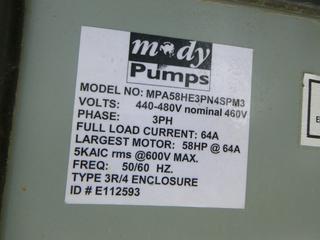 mody
Pumps
MODEL NO: MPA58HE3PN4SPM3
VOLTS: 440-480V nominal 460V
PHASE: 3PH
FULL LOAD CURRENT: 64A
LARGEST MOTOR: 58HP @ 64A
5KAIC rms @600V MAX.
FREQ: 50/60 HZ.
TYPE 3R/4 ENCLOSURE
ID # E112593